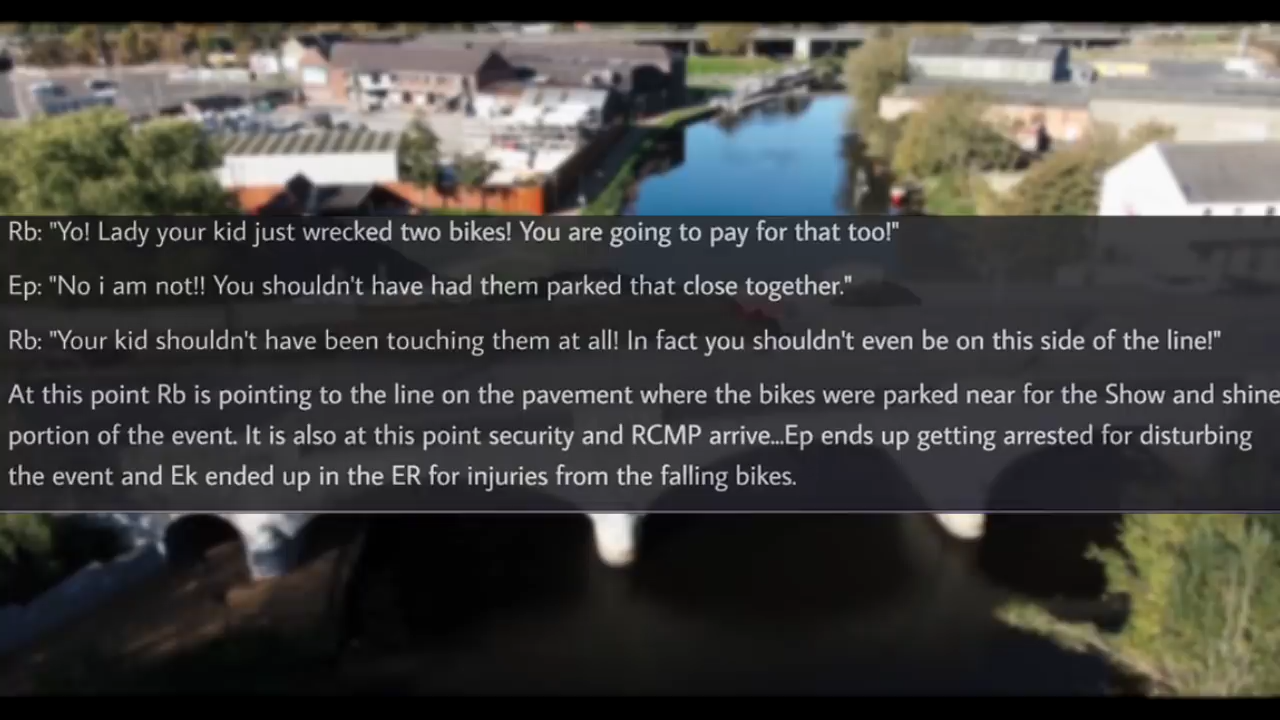 Rb: "Yo! Lady your kid just wrecked two bikes! You are going to pay for that too!"
Ep: "No i am not!! You shouldn't have had them parked that close together."
Rb: "Your kid shouldn't have been touching them at all! In fact you shouldn't even be on this side of the line!"
At this point Rb is pointing to the line on the pavement where the bikes were parked near for the Show and shine
portion of the event. It is also at this point security and RCMP arrive...Ep ends up getting arrested for disturbing
the event and Ek ended up in the ER for injuries from the falling bikes.